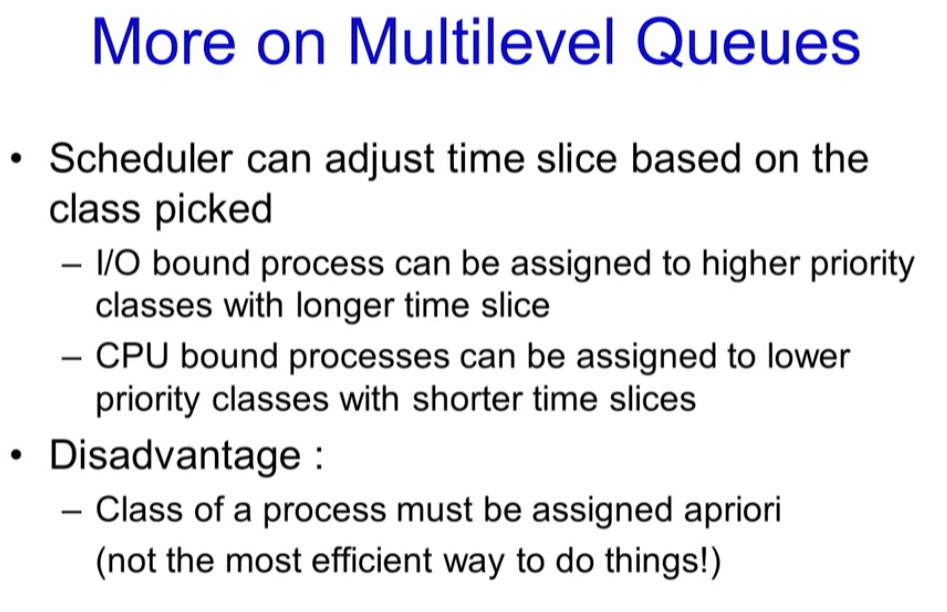 More on Multilevel Queues
• Scheduler can adjust time slice based on the
class picked
– I/O bound process can be assigned to higher priority
classes with longer time slice
– CPU bound processes can be assigned to lower
priority classes with shorter time slices
• Disadvantage :
– Class of a process must be assigned apriori
(not the most efficient way to do things!)